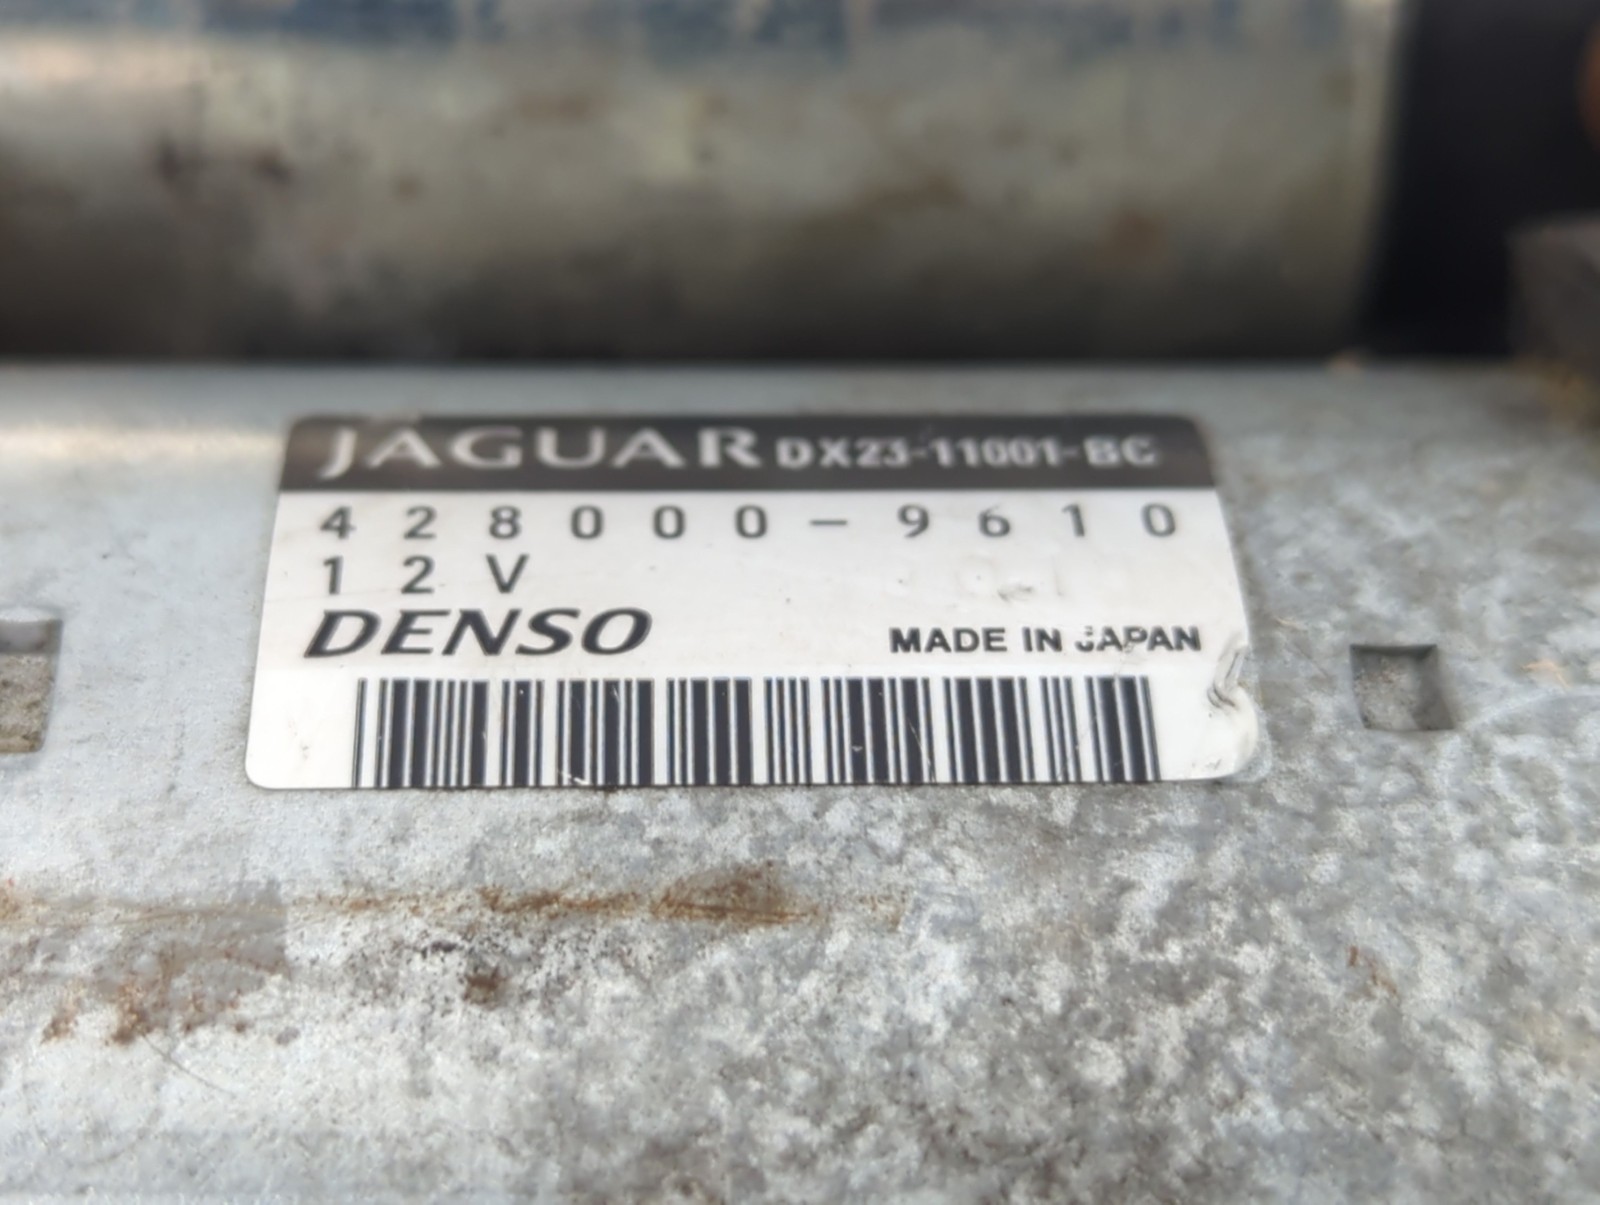 JAGUAR DX23-11001-BC
428000-9610
12V
DENSO
MADE IN JAPAN